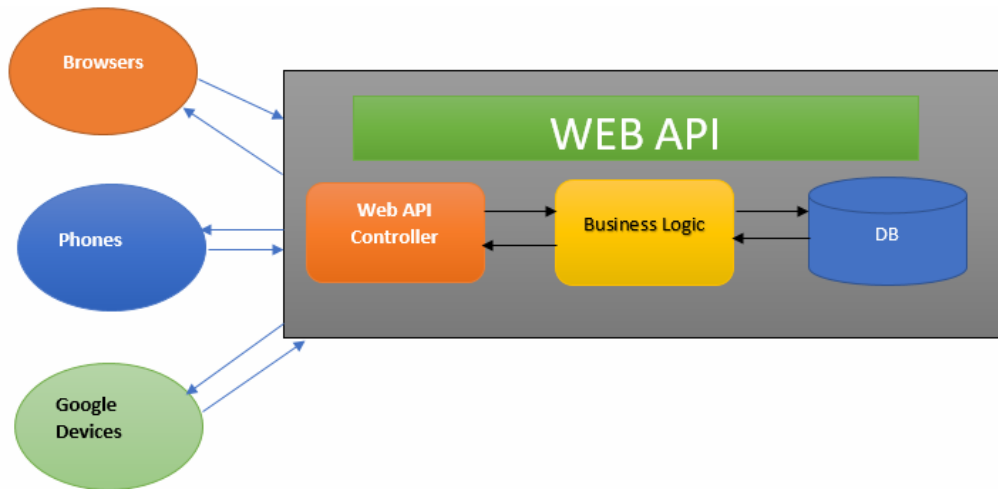 Browsers
WEB API
Web API
Controller
Business Logic
DB
Phones
Google
Devices